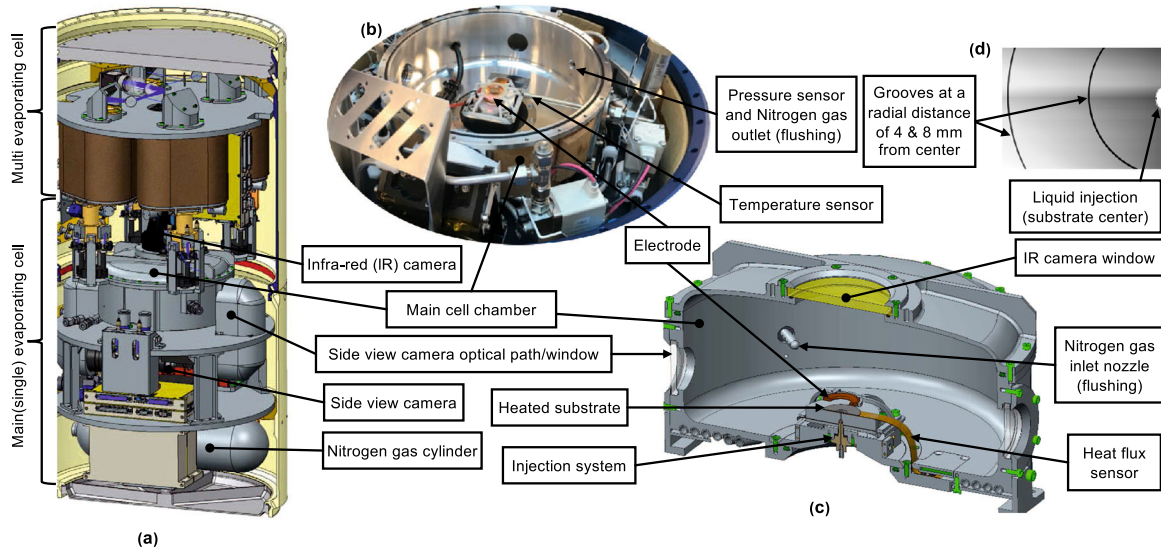 Multi evaporating cell
Main(single) evaporating cell
(b)
(d)
Pressure sensor
and Nitrogen gas
outlet (flushing)
Grooves at a
radial distance
of 4 & 8 mm
from center
Temperature sensor
Liquid injection
(substrate center)
Electrode
Infra-red (IR) camera
IR camera window
Main cell chamber
Side view camera optical path/window
Nitrogen gas
inlet nozzle
(flushing)
Side view camera
Heated substrate
Nitrogen gas cylinder
Injection system
Heat flux
sensor
(c)
(a)